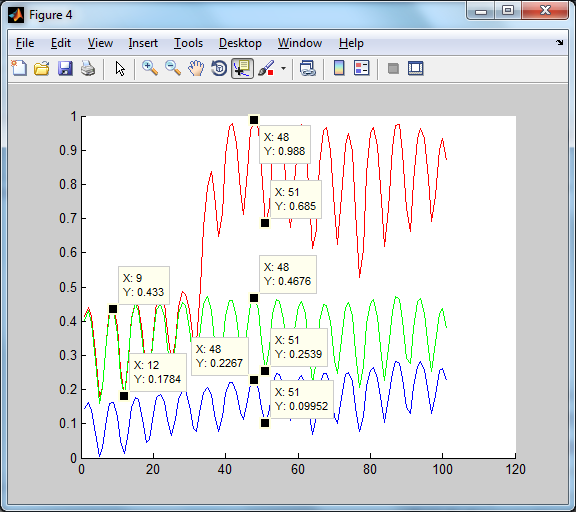 Figure 4
File Edit View Insert Tools Desktop Window Help
1
0.9
0.8
0.7
0.6
0.5
0.4
0.3
0.2
0.1
0
X: 48
Y: 0.988
X: 51
Y: 0.685
X: 48
Y: 0.4676
X: 9
Y: 0.433
X: 48
Y: 0.2267
X: 51
Y: 0.2539
X: 12
Y: 0.1784
X: 51
Y: 0.09952
0 20 40 60 80 100 120